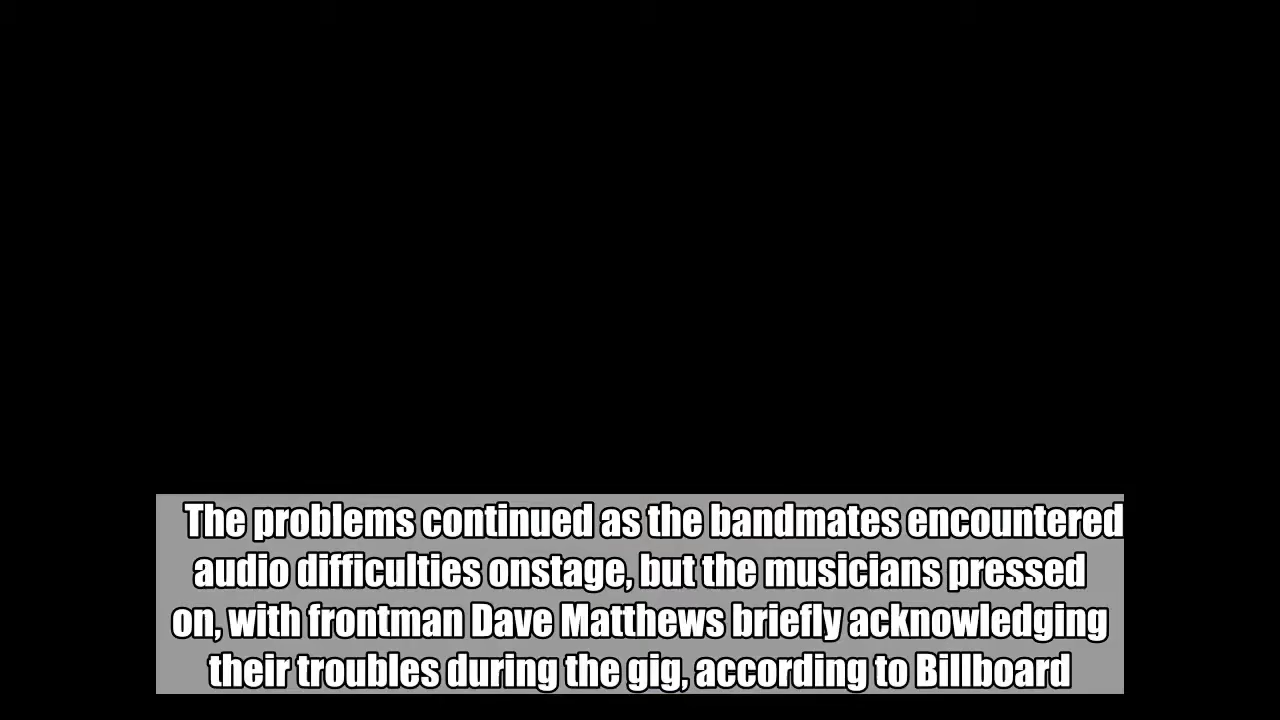 The problems continued as the bandmates encountered
audio difficulties onstage, but the musicians pressed
on, with frontman Dave Matthews briefly acknowledging
their troubles during the gig, according to Billboard